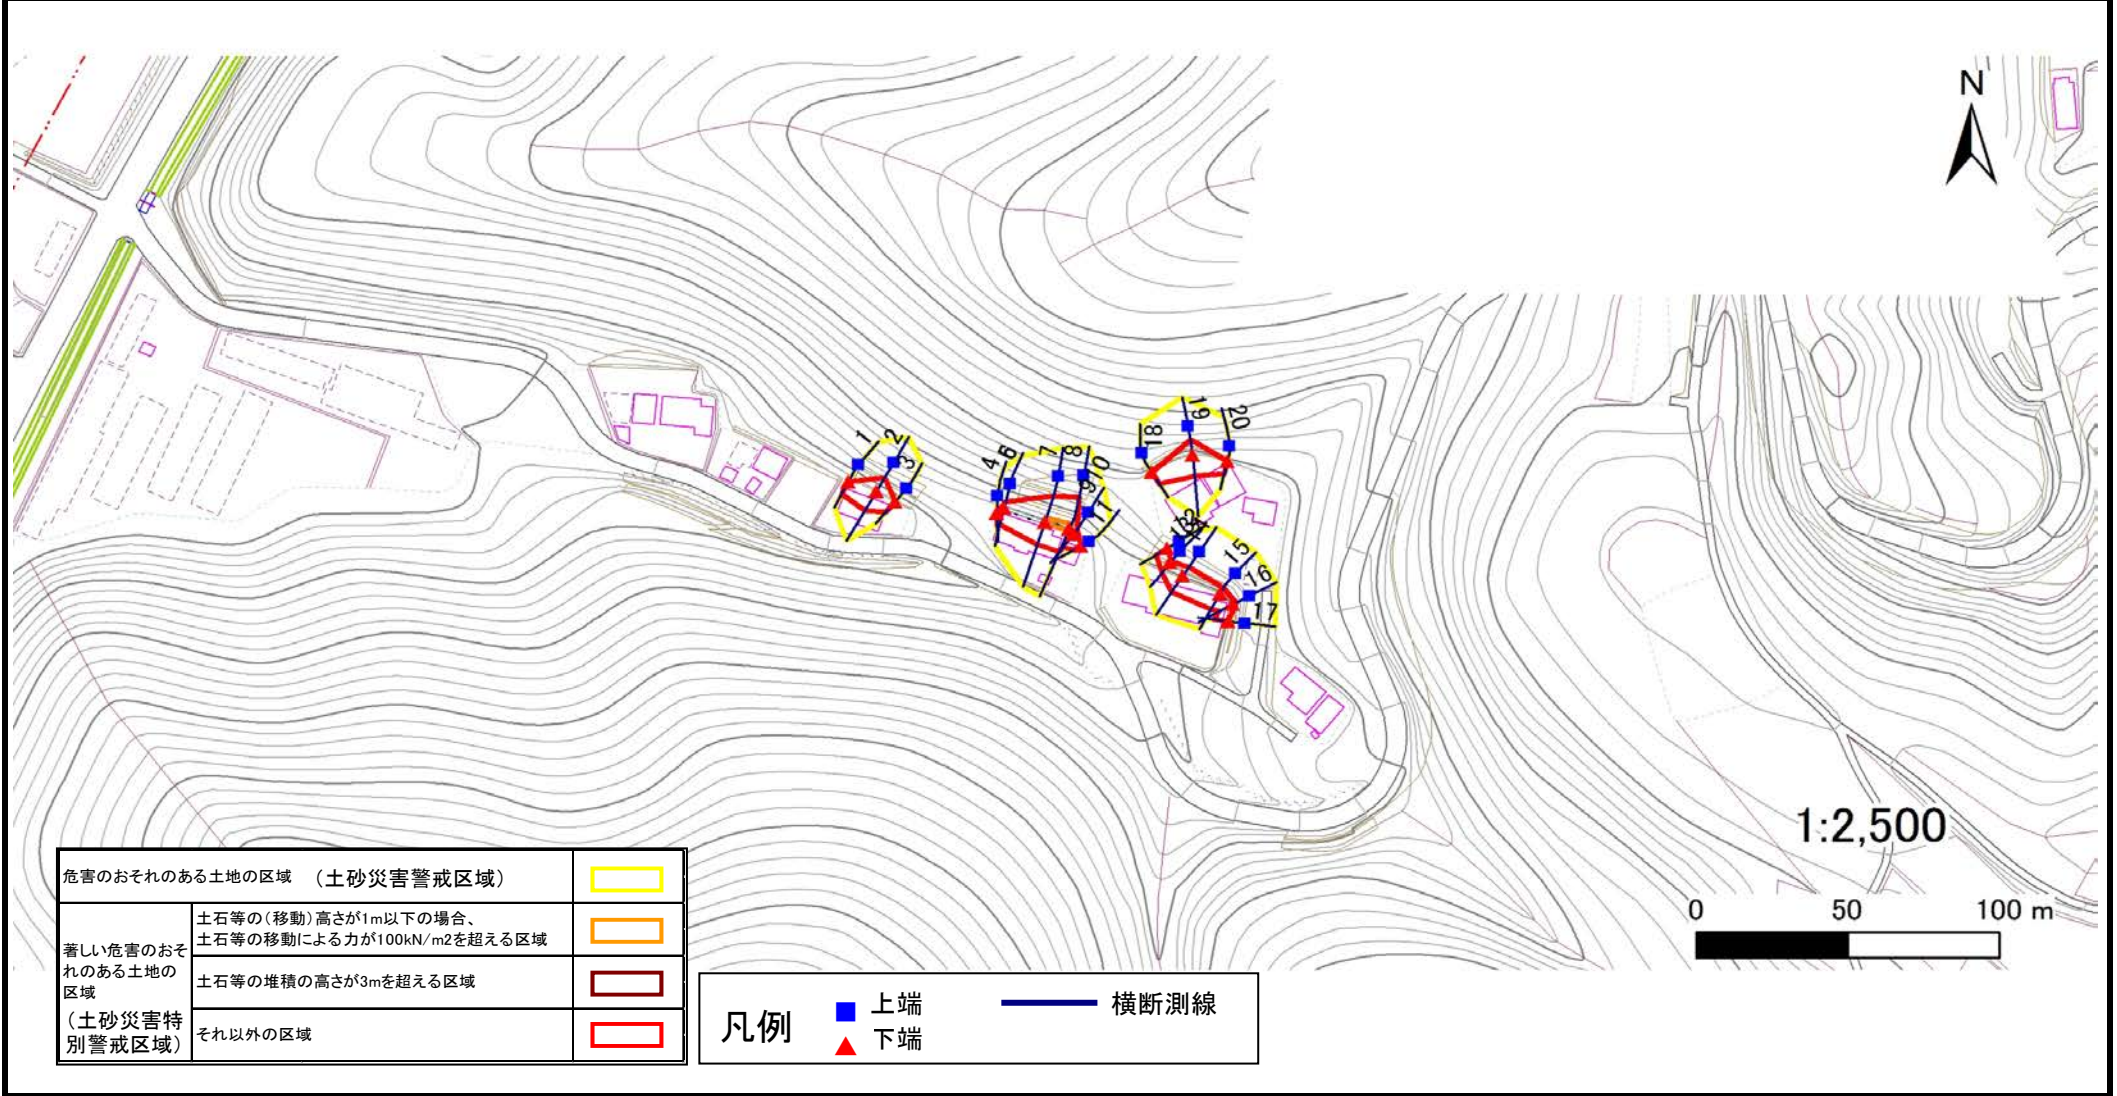 N
1
2
3
4
6
7
8
9
10
11
18
19
20
13
15
16
17
1:2,500
0 50 100 m
危害のおそれのある土地の区域 （土砂災害警戒区域）
著しい危害のおそ
れのある土地の
区域
（土砂災害特
別警戒区域）
土石等の（移動）高さが1m以下の場合、
土石等の移動による力が100kN/m2を超える区域
土石等の堆積の高さが3mを超える区域
それ以外の区域
凡例
上端
下端
横断測線